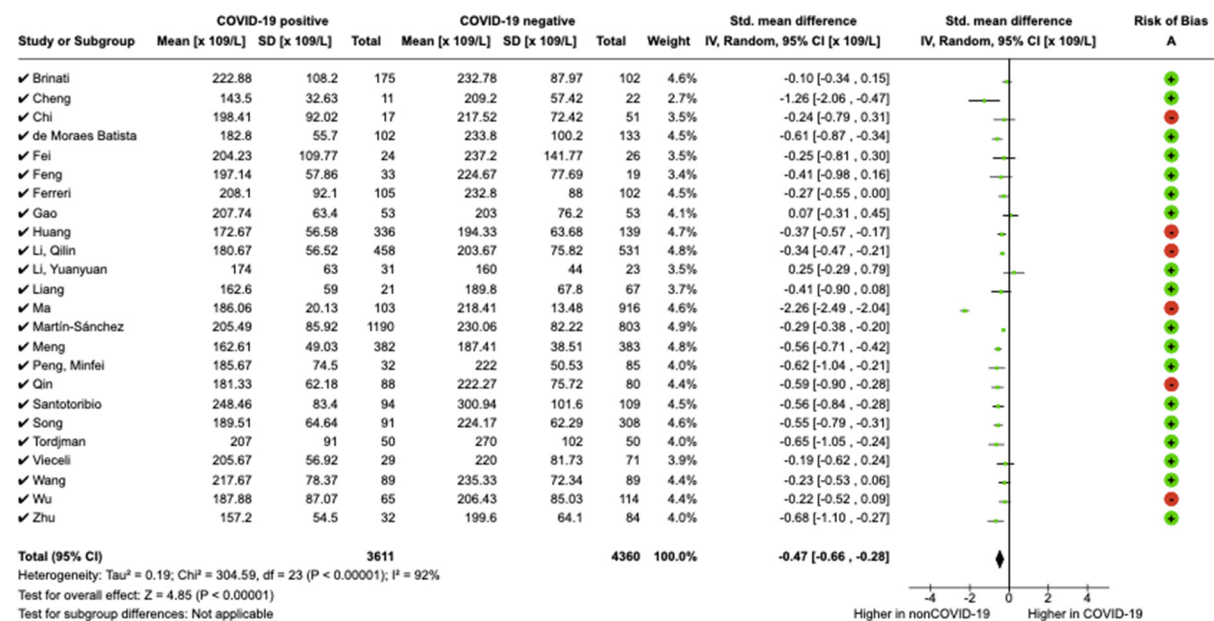 COVID-19 positive COVID-19 negative Std. mean difference Std. mean difference Risk of Bias
Study or Subgroup Mean [x 109/L] SD [x 109/L] Total Mean [x 109/L] SD [x 109/L] Total Weight IV, Random, 95% CI [x 109/L] IV, Random, 95% CI [x 109/L] A
✔ Brinati 222.88 108.2 175 232.78 87.97 102 4.6% -0.10 [-0.34 , 0.15] +
✔ Cheng 143.5 32.63 11 209.2 57.42 22 2.7% -1.26 [-2.06 , -0.47] +
✔ Chi 198.41 92.02 17 217.52 72.42 51 3.5% -0.24 [-0.79 , 0.31] -
✔ de Moraes Batista 182.8 55.7 102 233.8 100.2 133 4.6% -0.61 [-0.87 , -0.34] +
✔ Fei 204.23 109.77 24 237.2 141.77 26 3.5% -0.25 [-0.81 , 0.30] +
✔ Feng 197.14 57.86 33 224.67 77.69 19 3.5% -0.41 [-0.98 , 0.16] +
✔ Ferreri 208.1 92.1 105 232.8 88 102 4.5% -0.27 [-0.55 , 0.00] +
✔ Gao 207.74 63.4 53 203 76.2 53 4.1% 0.07 [-0.31 , 0.45] +
✔ Huang 172.67 56.58 336 194.33 63.68 139 4.7% -0.37 [-0.57 , -0.17] -
✔ Li, Qilin 180.67 56.52 458 203.67 75.82 531 4.8% -0.34 [-0.47 , -0.21] -
✔ Li, Yuanyuan 174 63 31 160 44 23 3.5% 0.25 [-0.29 , 0.79] +
✔ Liang 162.6 59 21 189.8 67.8 67 3.7% -0.41 [-0.90 , 0.08] +
✔ Ma 186.06 20.13 103 218.41 13.48 916 4.6% -2.26 [-2.49 , -2.04] -
✔ Martín-Sánchez 205.49 85.92 1190 230.06 82.22 803 4.9% -0.29 [-0.38 , -0.20] +
✔ Meng 162.61 49.03 382 187.41 38.51 383 4.8% -0.56 [-0.71 , -0.42] +
✔ Peng, Minfei 185.67 74.5 32 222 50.53 85 4.0% -0.62 [-1.04 , -0.21] +
✔ Qin 181.33 62.18 88 222.27 75.72 80 4.4% -0.59 [-0.90 , -0.28] -
✔ Santotoribio 248.46 83.4 94 300.94 101.6 109 4.5% -0.56 [-0.84 , -0.28] +
✔ Song 189.51 64.64 91 224.17 62.29 308 4.6% -0.55 [-0.79 , -0.31] +
✔ Tordjman 207 91 50 270 102 50 4.0% -0.65 [-1.05 , -0.24] +
✔ Vieceli 205.67 56.92 29 220 81.73 71 3.9% -0.19 [-0.62 , 0.24] +
✔ Wang 217.67 78.37 89 235.33 72.34 89 4.4% -0.23 [-0.53 , 0.06] +
✔ Wu 187.88 87.07 65 206.43 85.03 114 4.4% -0.22 [-0.52 , 0.09] -
✔ Zhu 157.2 54.5 32 199.6 64.1 84 4.0% -0.68 [-1.10 , -0.27] +
Total (95% CI) 3611 4360 100.0% -0.47 [-0.66 , -0.28]
Heterogeneity: Tau² = 0.19; Chi² = 304.59, df = 23 (P < 0.00001); I² = 92%
Test for overall effect: Z = 4.85 (P < 0.00001)
-4 -2 0 2 4
Test for subgroup differences: Not applicable Higher in nonCOVID-19 Higher in COVID-19